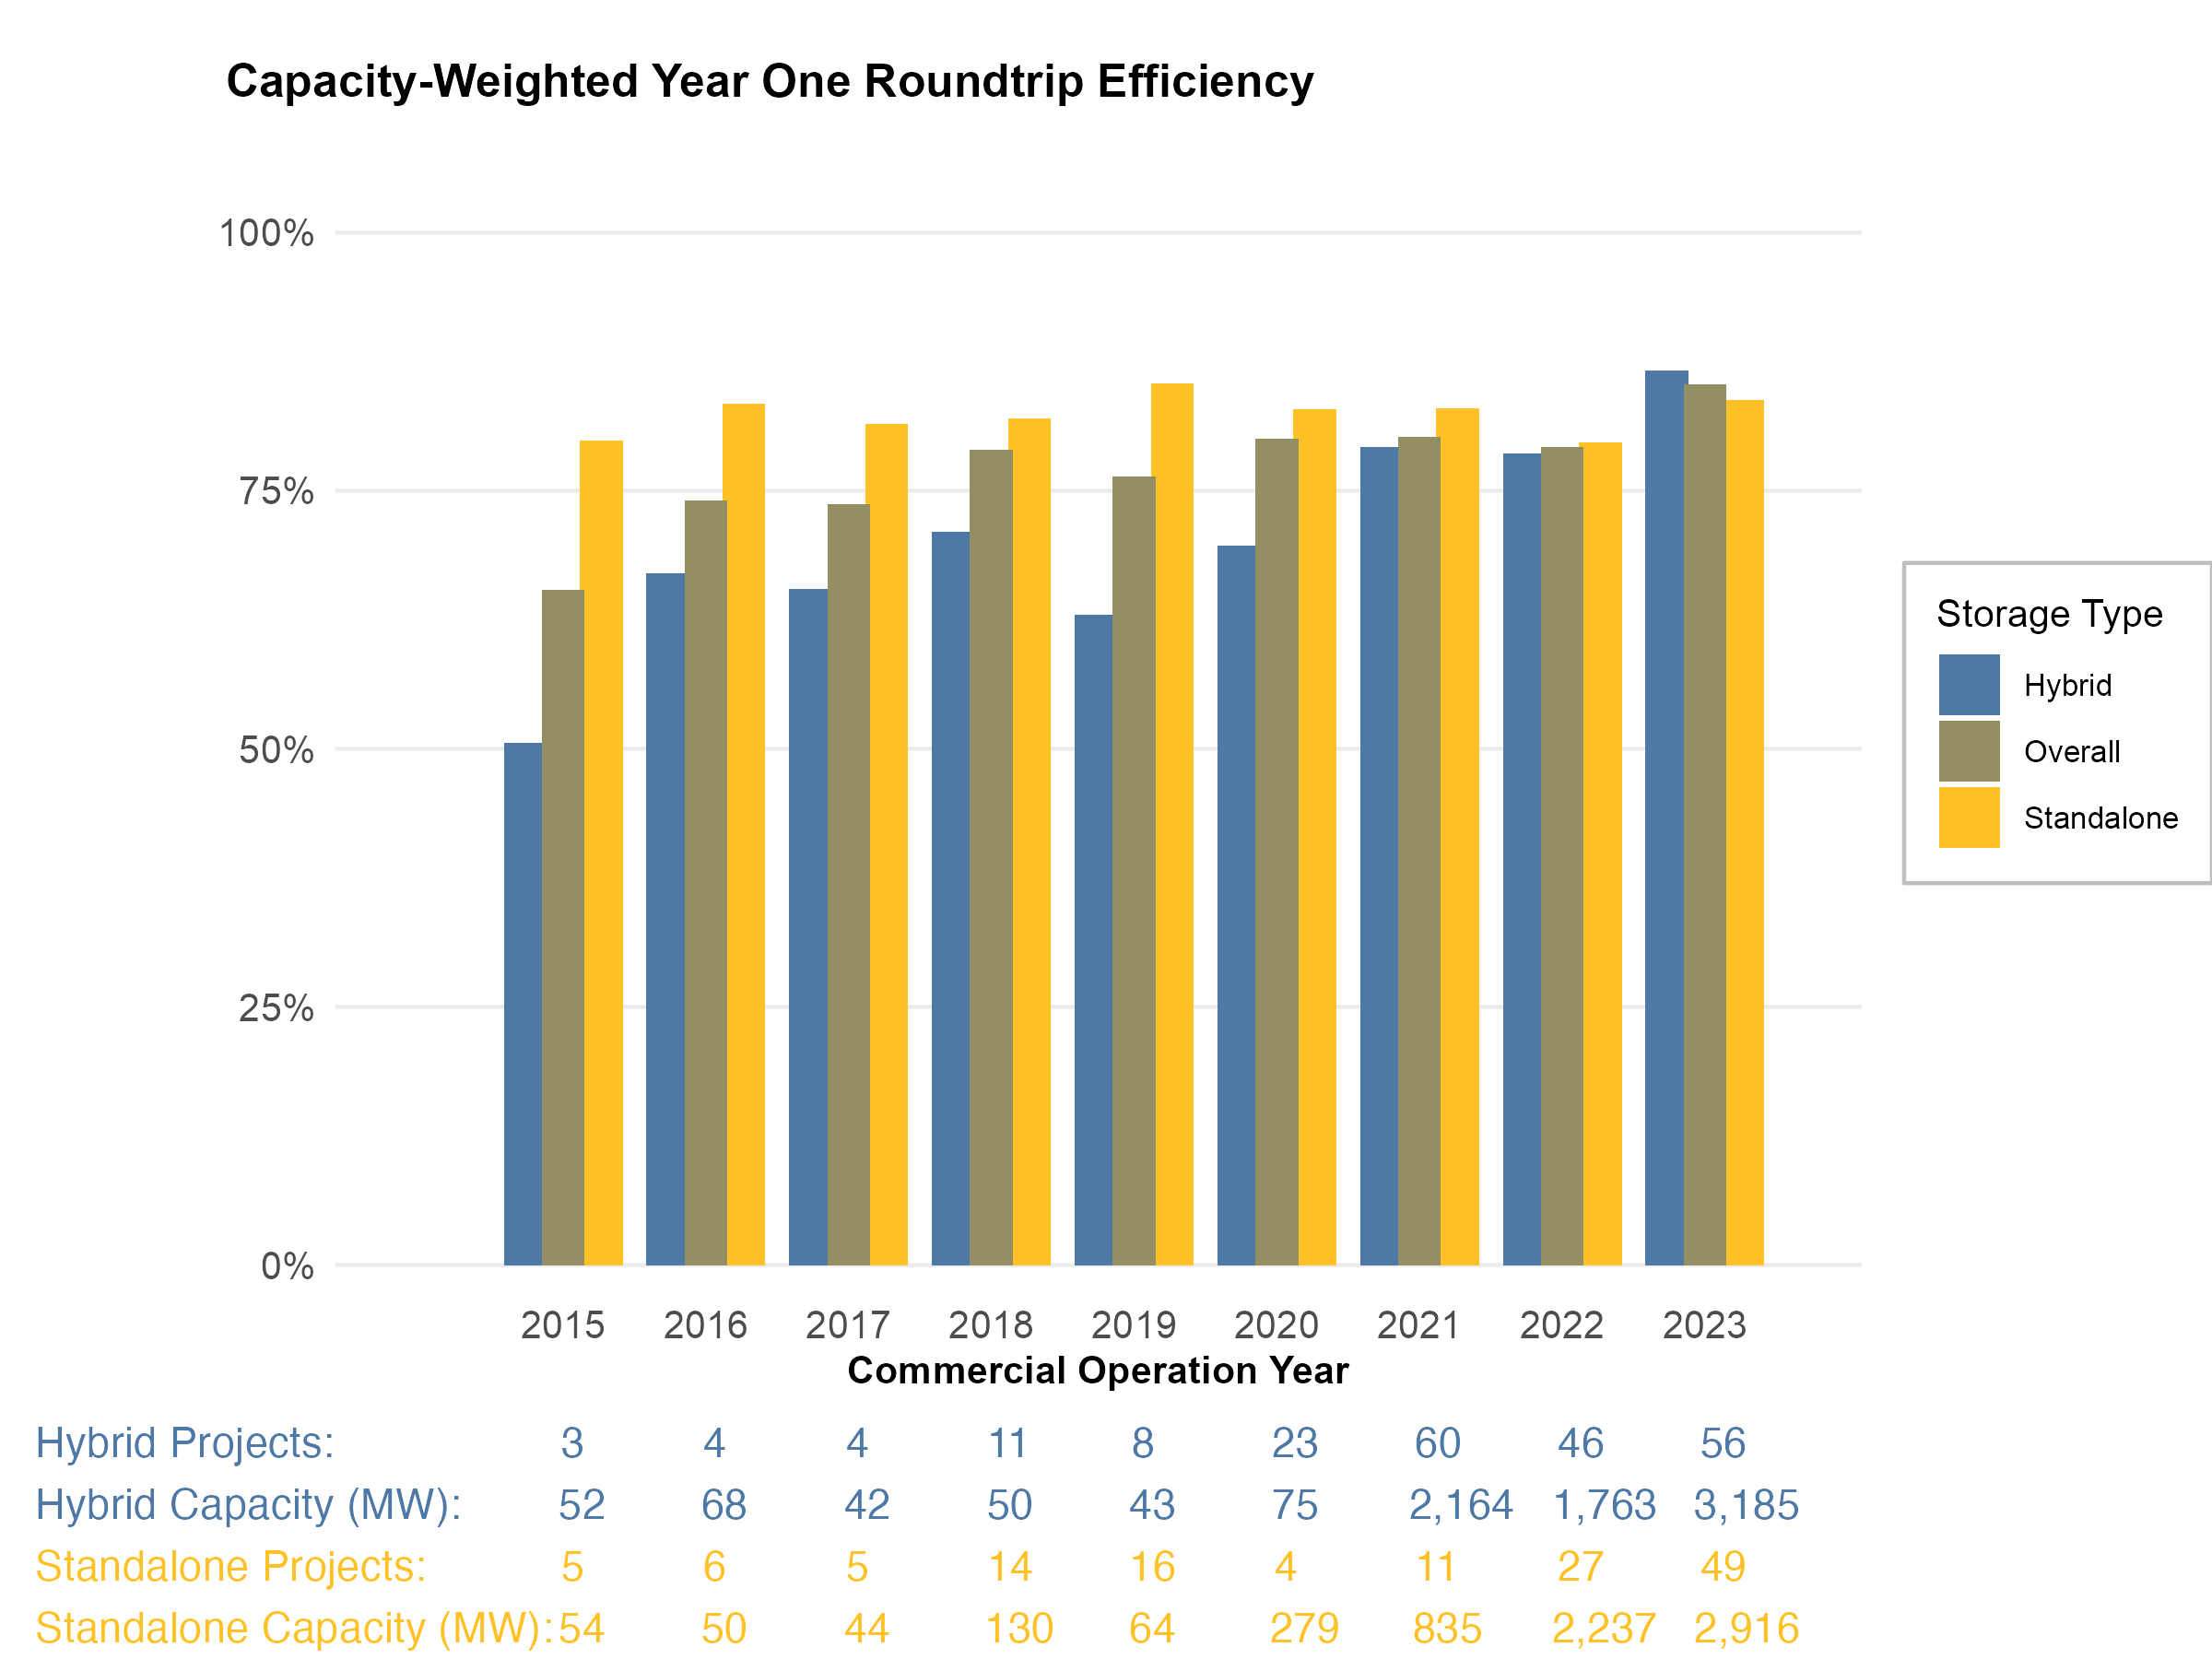 Capacity-Weighted Year One Roundtrip Efficiency
100%
75%
50%
25%
0%
Storage Type
Hybrid
Overall
Standalone
2015 2016 2017 2018 2019 2020 2021 2022 2023
Commercial Operation Year
Hybrid Projects: 3 4 4 11 8 23 60 46 56
Hybrid Capacity (MW): 52 68 42 50 43 75 2,164 1,763 3,185
Standalone Projects: 5 6 5 14 16 4 11 27 49
Standalone Capacity (MW): 54 50 44 130 64 279 835 2,237 2,916